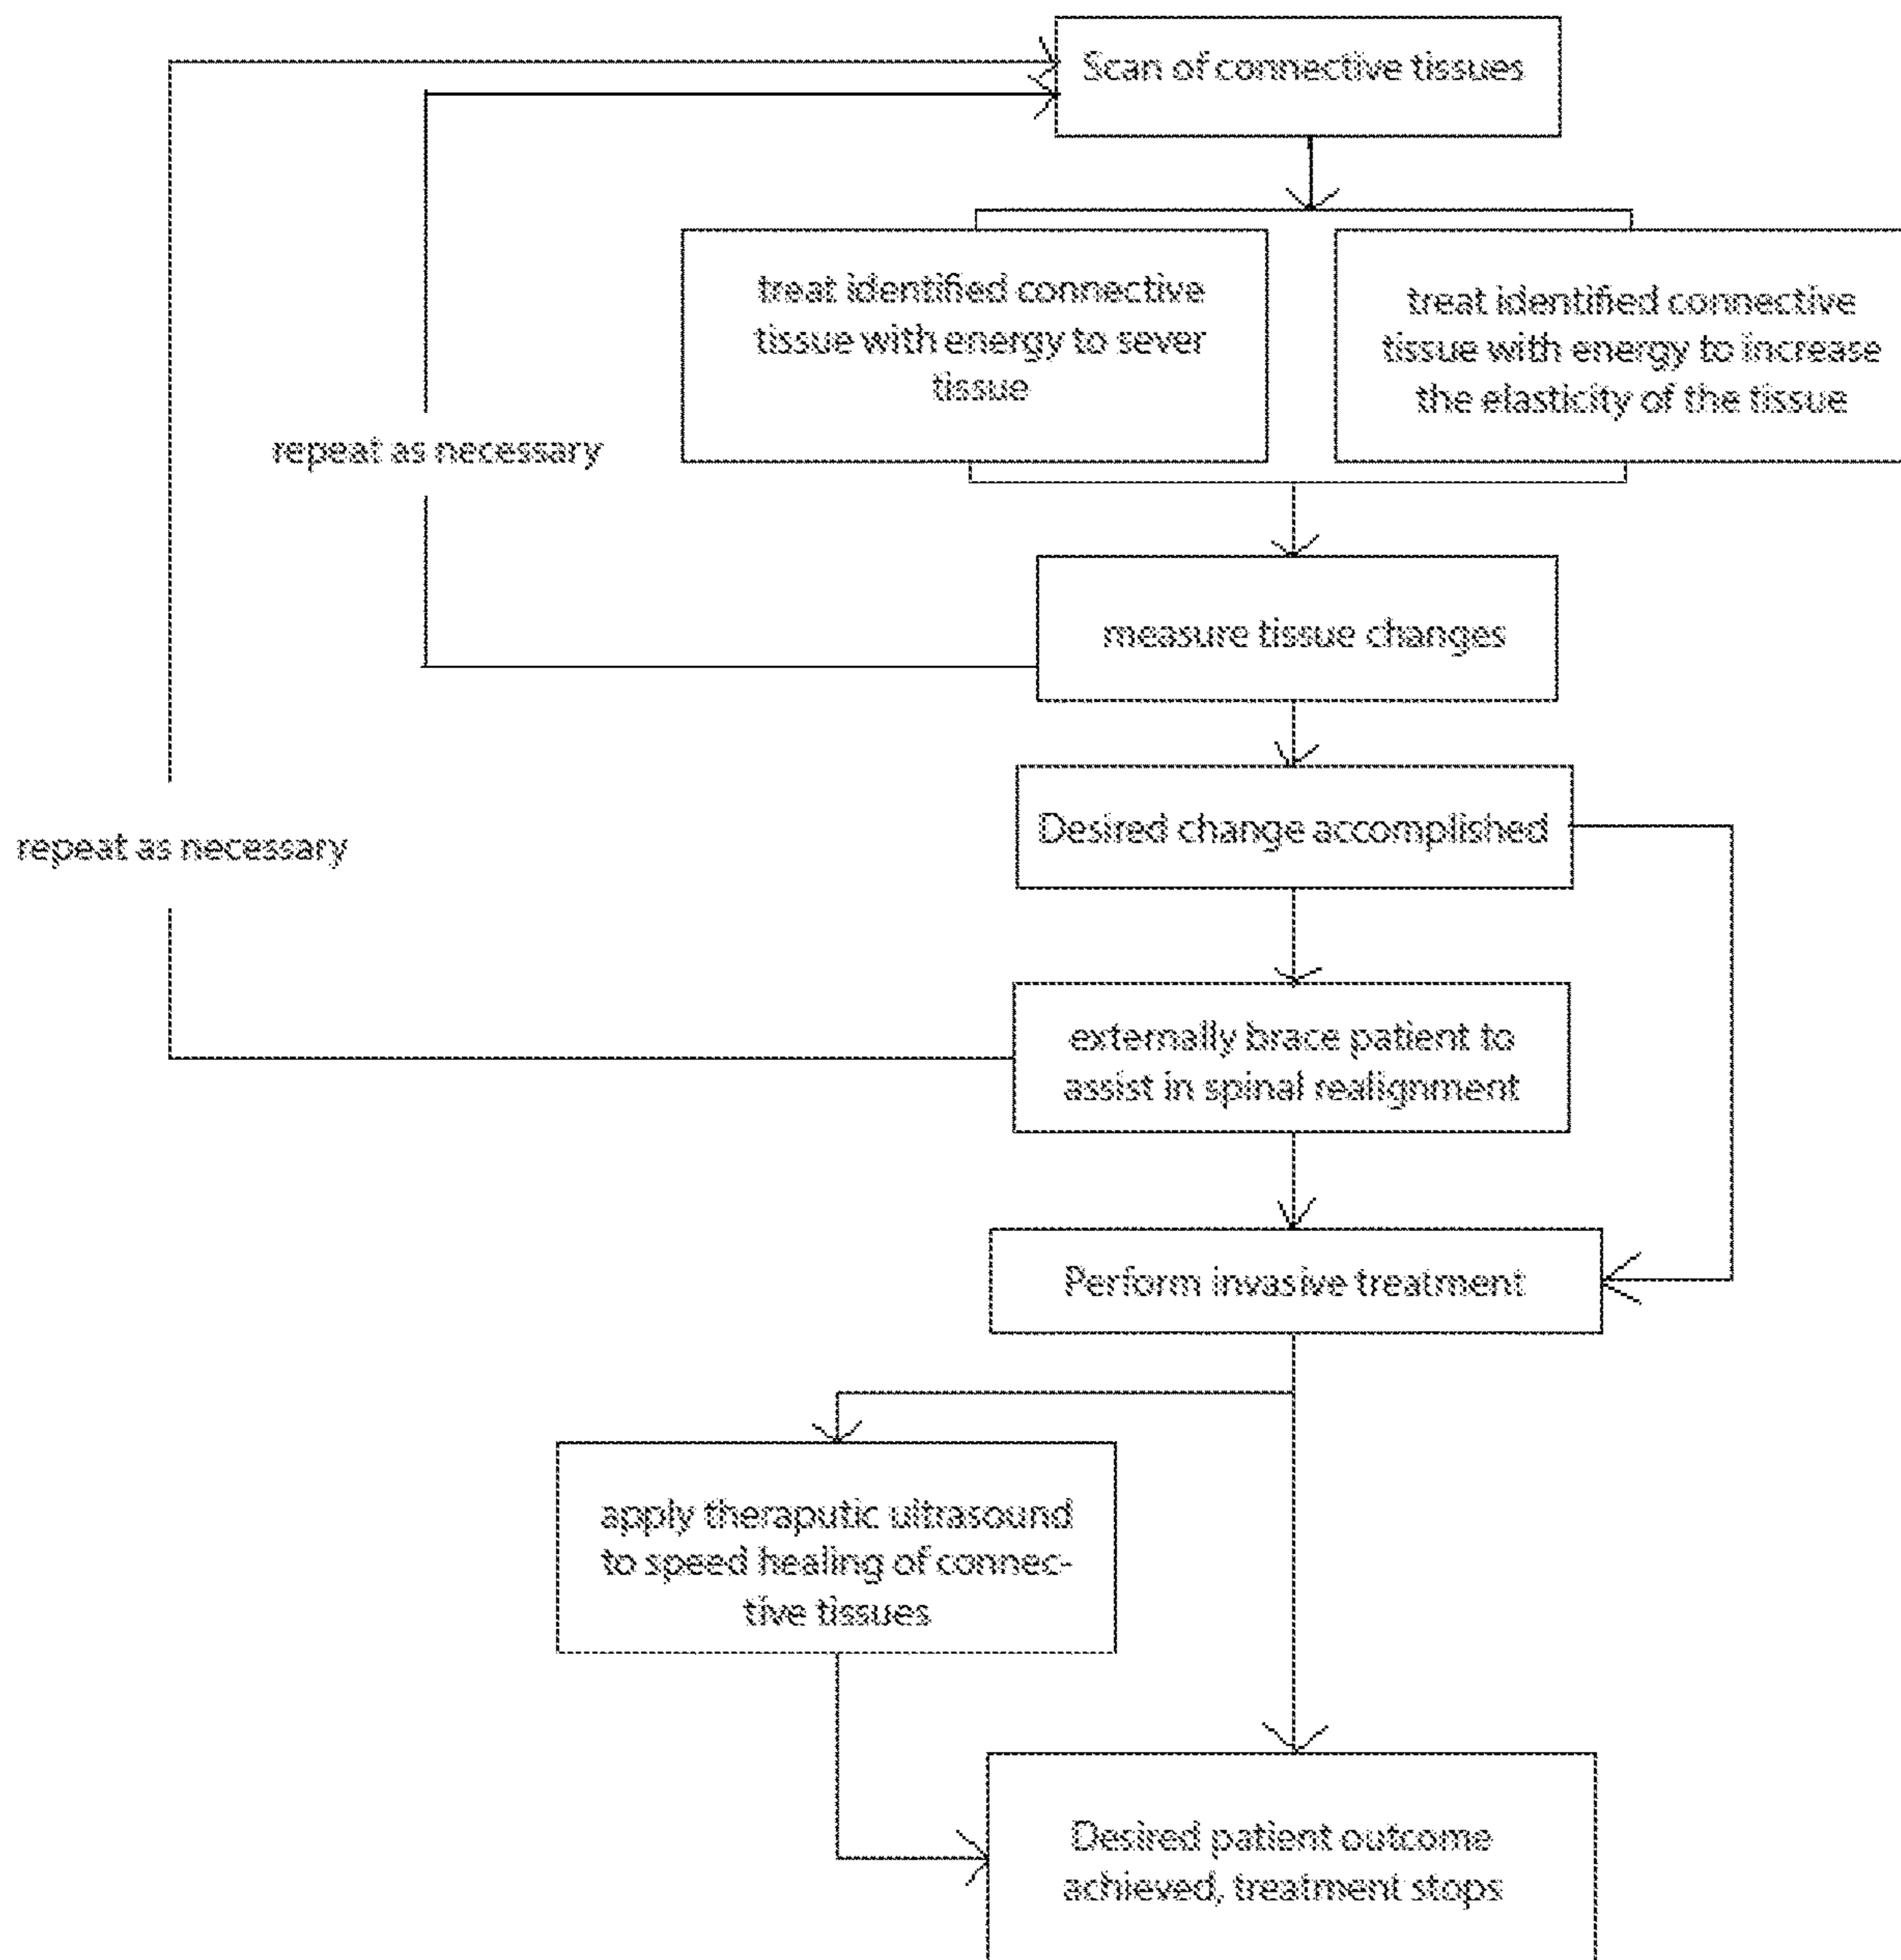 Scan of connective tissues
treat identified connective
tissue with energy to sever
tissue
treat identified connective
tissue with energy to increase
the elasticity of the tissue
repeat as necessary
measure tissue changes
Desired change accomplished
repeat as necessary
externally brace patient to
assist in spinal realignment
Perform invasive treatment
apply theraputic ultrasound
to speed healing of connec-
tive tissues
Desired patient outcome
achieved, treatment stops